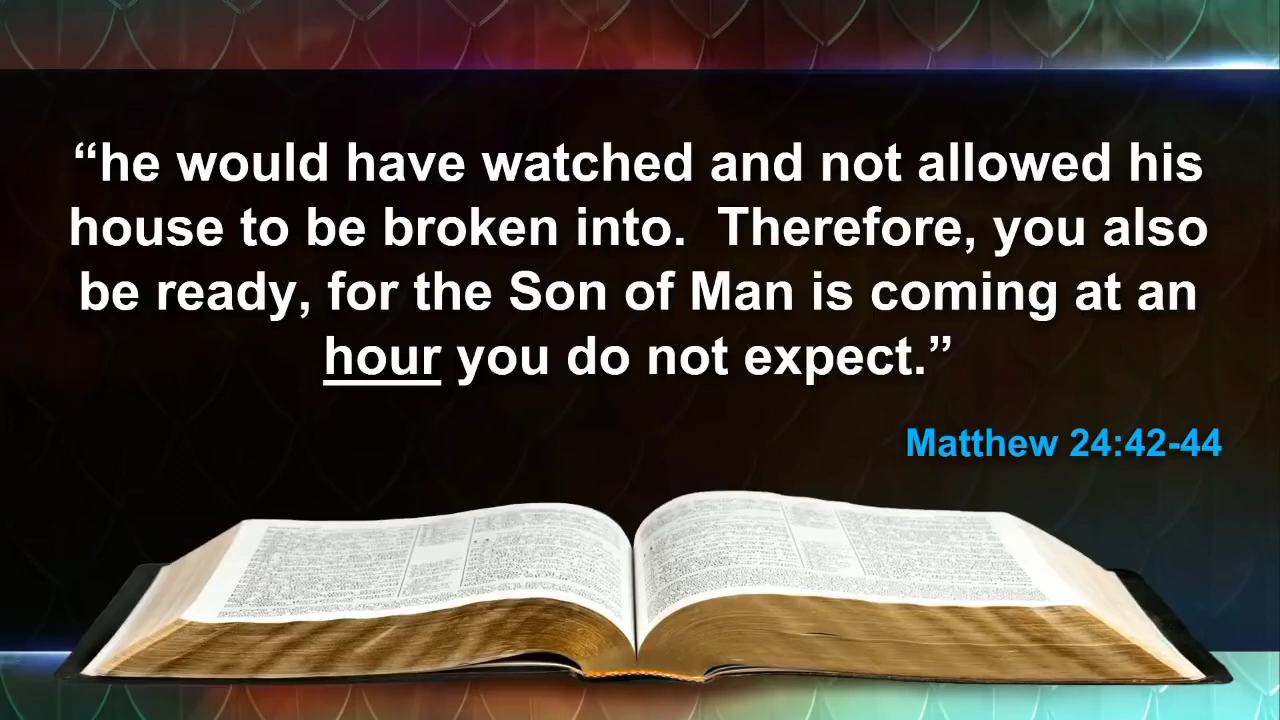 “he would have watched and not allowed his
house to be broken into.  Therefore, you also
be ready, for the Son of Man is coming at an
hour you do not expect.”
Matthew 24:42-44